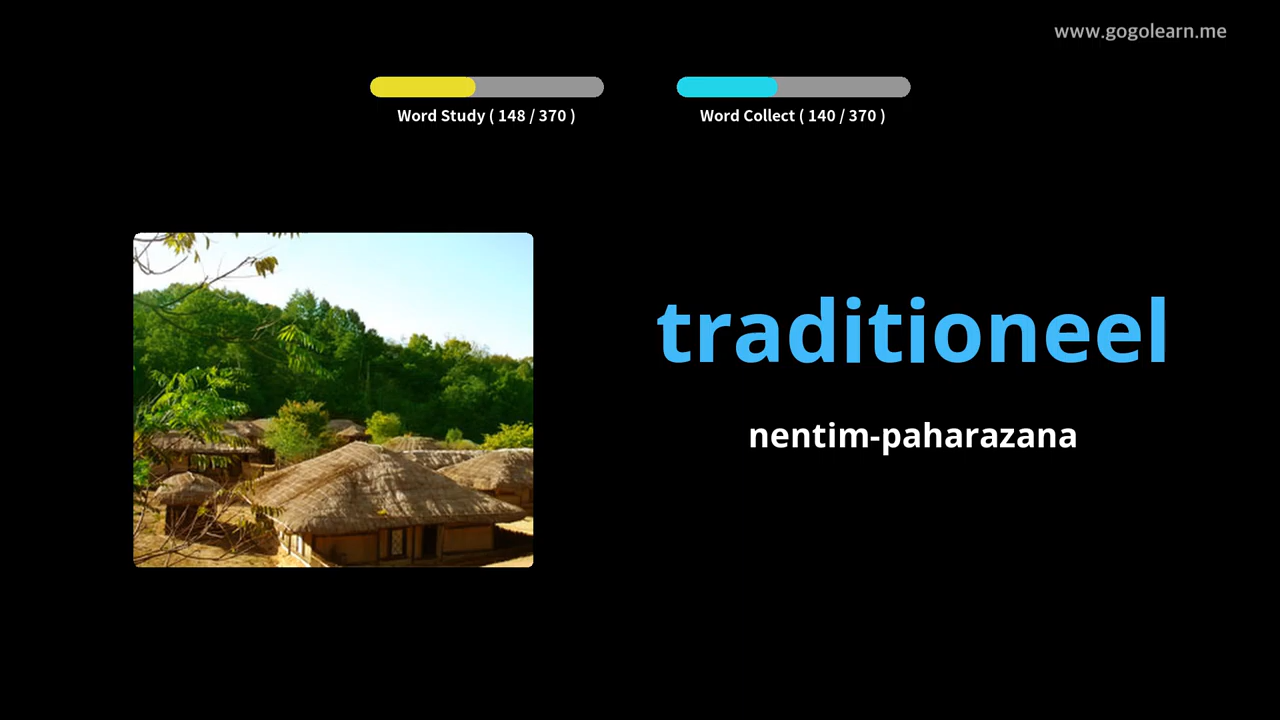 www.gogolearn.me
Word Study ( 148 / 370 )
Word Collect ( 140 / 370 )
traditioneel
nentim-paharazana